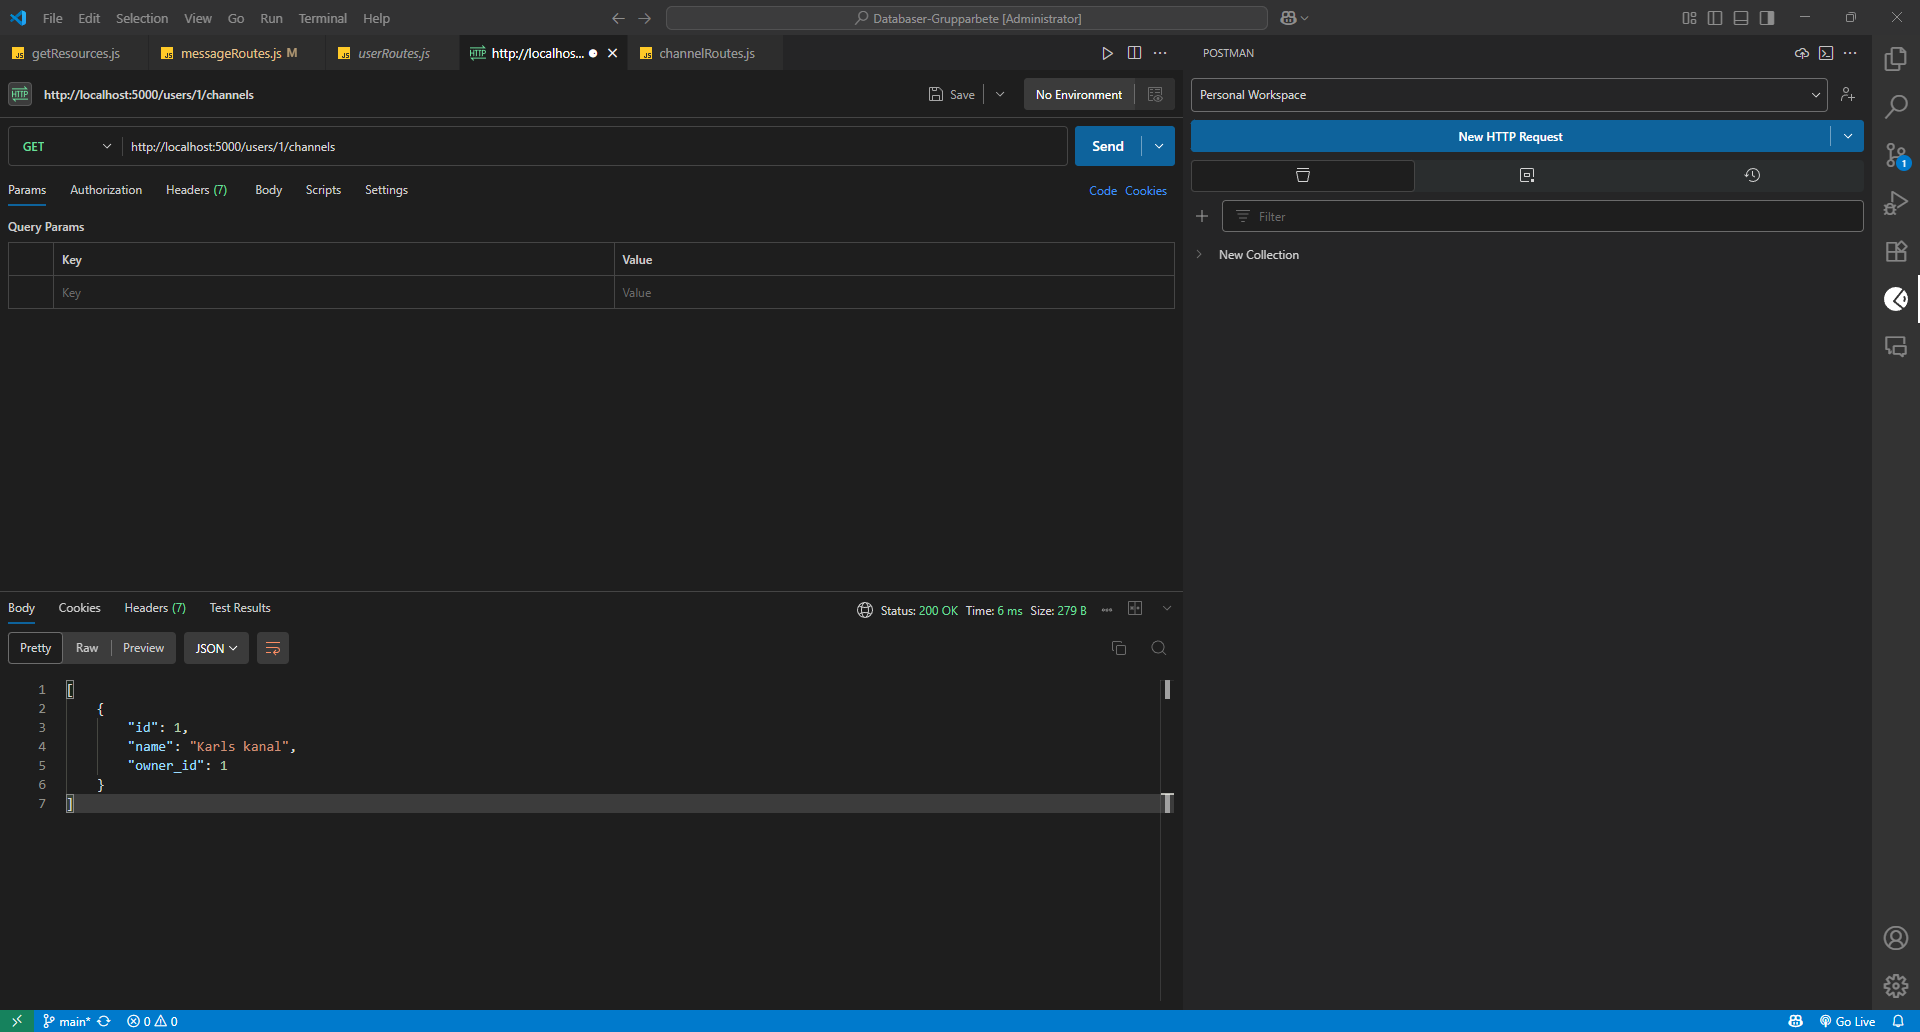 File Edit Selection View Go Run Terminal Help
Databaser-Grupparbete [Administrator]
getResources.js
messageRoutes.js M
userRoutes.js
HTTP http://localhos...
channelRoutes.js
POSTMAN
HTTP http://localhost:5000/users/1/channels
Save
No Environment
Personal Workspace
GET
http://localhost:5000/users/1/channels
Send
New HTTP Request
Params Authorization Headers (7) Body Scripts Settings
Code Cookies
Query Params
Filter
Key Value
Key Value
New Collection
1
Body Cookies Headers (7) Test Results
Status: 200 OK Time: 6 ms Size: 279 B
Pretty Raw Preview JSON
1 [
2 {
3 "id": 1,
4 "name": "Karls kanal",
5 "owner_id": 1
6 }
7 ]
main* 0 0
Go Live